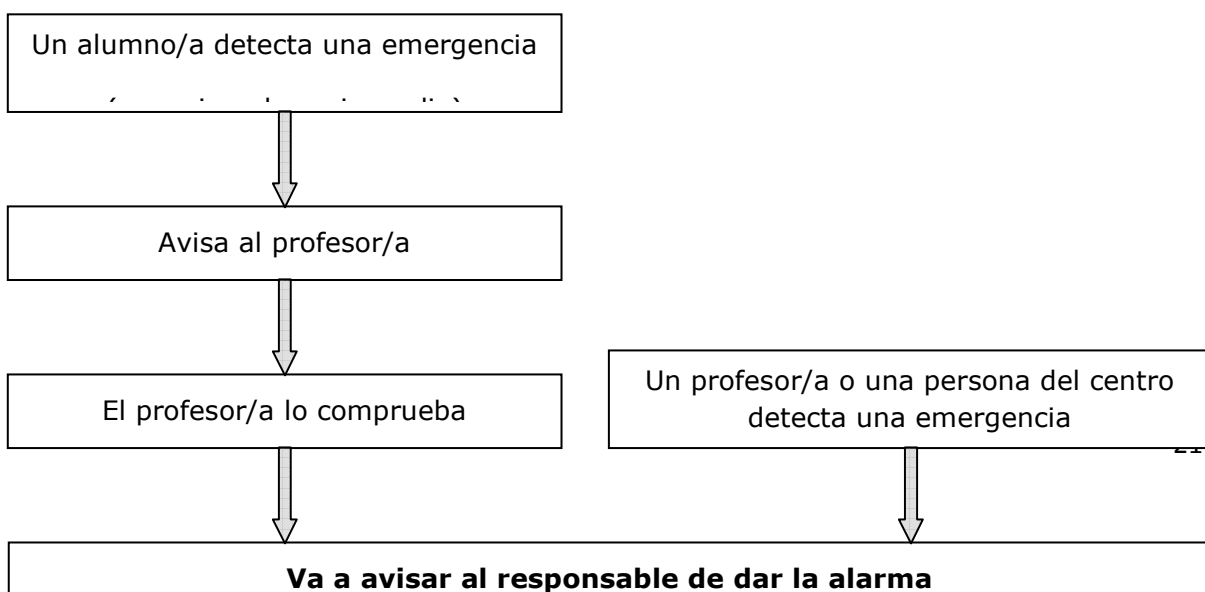 Un alumno/a detecta una emergencia
Avisa al profesor/a
El profesor/a lo comprueba
Un profesor/a o una persona del centro
detecta una emergencia
Va a avisar al responsable de dar la alarma